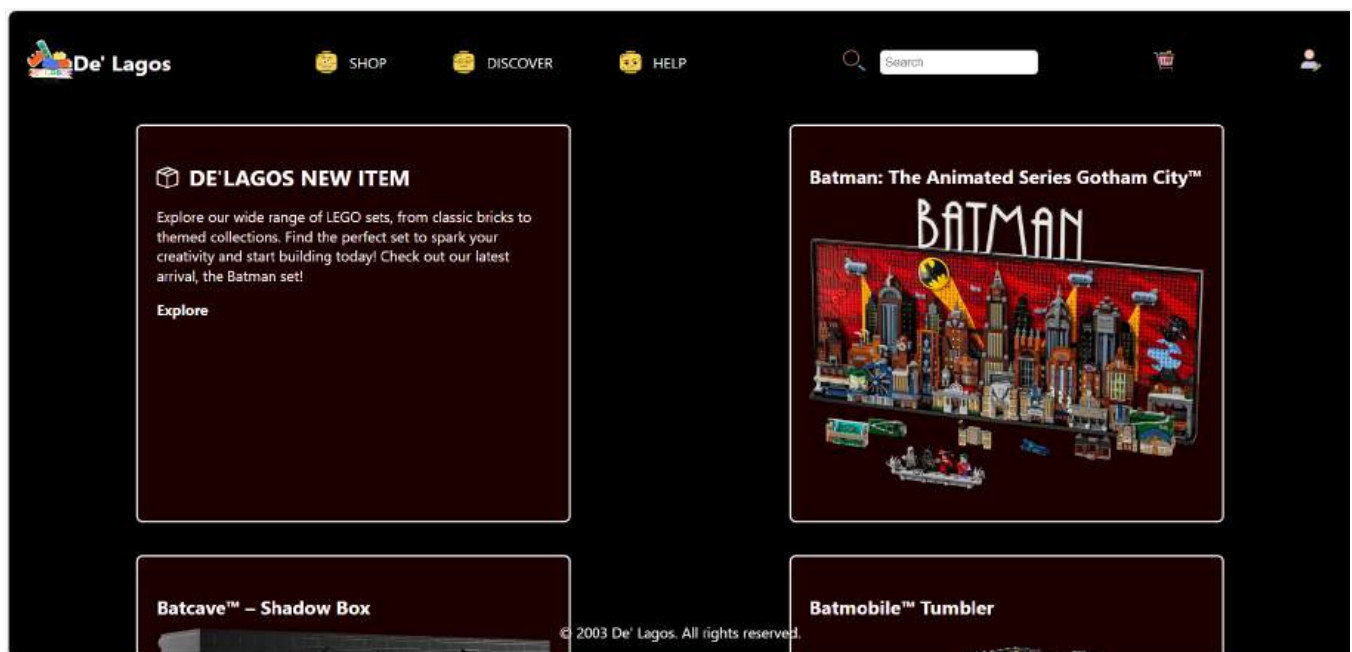 De' Lagos
SHOP
DISCOVER
HELP
Search
DE'LAGOS NEW ITEM
Explore our wide range of LEGO sets, from classic bricks to
themed collections. Find the perfect set to spark your
creativity and start building today! Check out our latest
arrival, the Batman set!
Explore
Batman: The Animated Series Gotham City™
BATMAN
Batcave™ – Shadow Box
Batmobile™ Tumbler
© 2003 De' Lagos. All rights reserved.